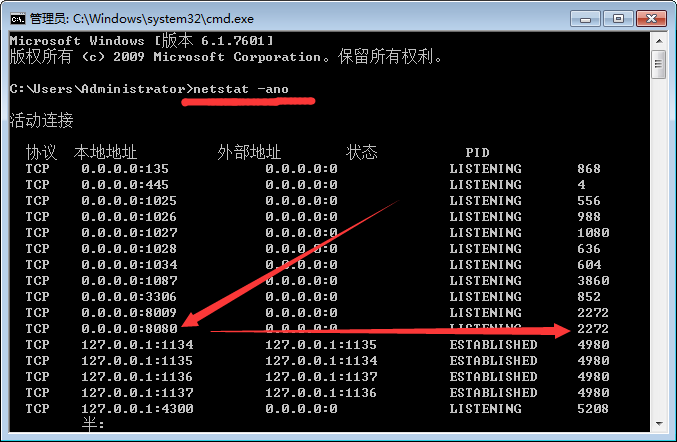 管理员: C:\Windows\system32\cmd.exe
Microsoft Windows [版本 6.1.7601]
版权所有 (c) 2009 Microsoft Corporation。保留所有权利。
C:\Users\Administrator>netstat -ano
活动连接
协议 本地地址 外部地址 状态 PID
TCP 0.0.0.0:135 0.0.0.0:0 LISTENING 868
TCP 0.0.0.0:445 0.0.0.0:0 LISTENING 4
TCP 0.0.0.0:1025 0.0.0.0:0 LISTENING 556
TCP 0.0.0.0:1026 0.0.0.0:0 LISTENING 988
TCP 0.0.0.0:1027 0.0.0.0:0 LISTENING 1080
TCP 0.0.0.0:1028 0.0.0.0:0 LISTENING 636
TCP 0.0.0.0:1034 0.0.0.0:0 LISTENING 604
TCP 0.0.0.0:1087 0.0.0.0:0 LISTENING 3860
TCP 0.0.0.0:3306 0.0.0.0:0 LISTENING 852
TCP 0.0.0.0:8009 0.0.0.0:0 LISTENING 2272
TCP 0.0.0.0:8080 0.0.0.0:0 LISTENING 2272
TCP 127.0.0.1:1134 127.0.0.1:1135 ESTABLISHED 4980
TCP 127.0.0.1:1135 127.0.0.1:1134 ESTABLISHED 4980
TCP 127.0.0.1:1136 127.0.0.1:1137 ESTABLISHED 4980
TCP 127.0.0.1:1137 127.0.0.1:1136 ESTABLISHED 4980
TCP 127.0.0.1:4300 0.0.0.0:0 LISTENING 5208
半: